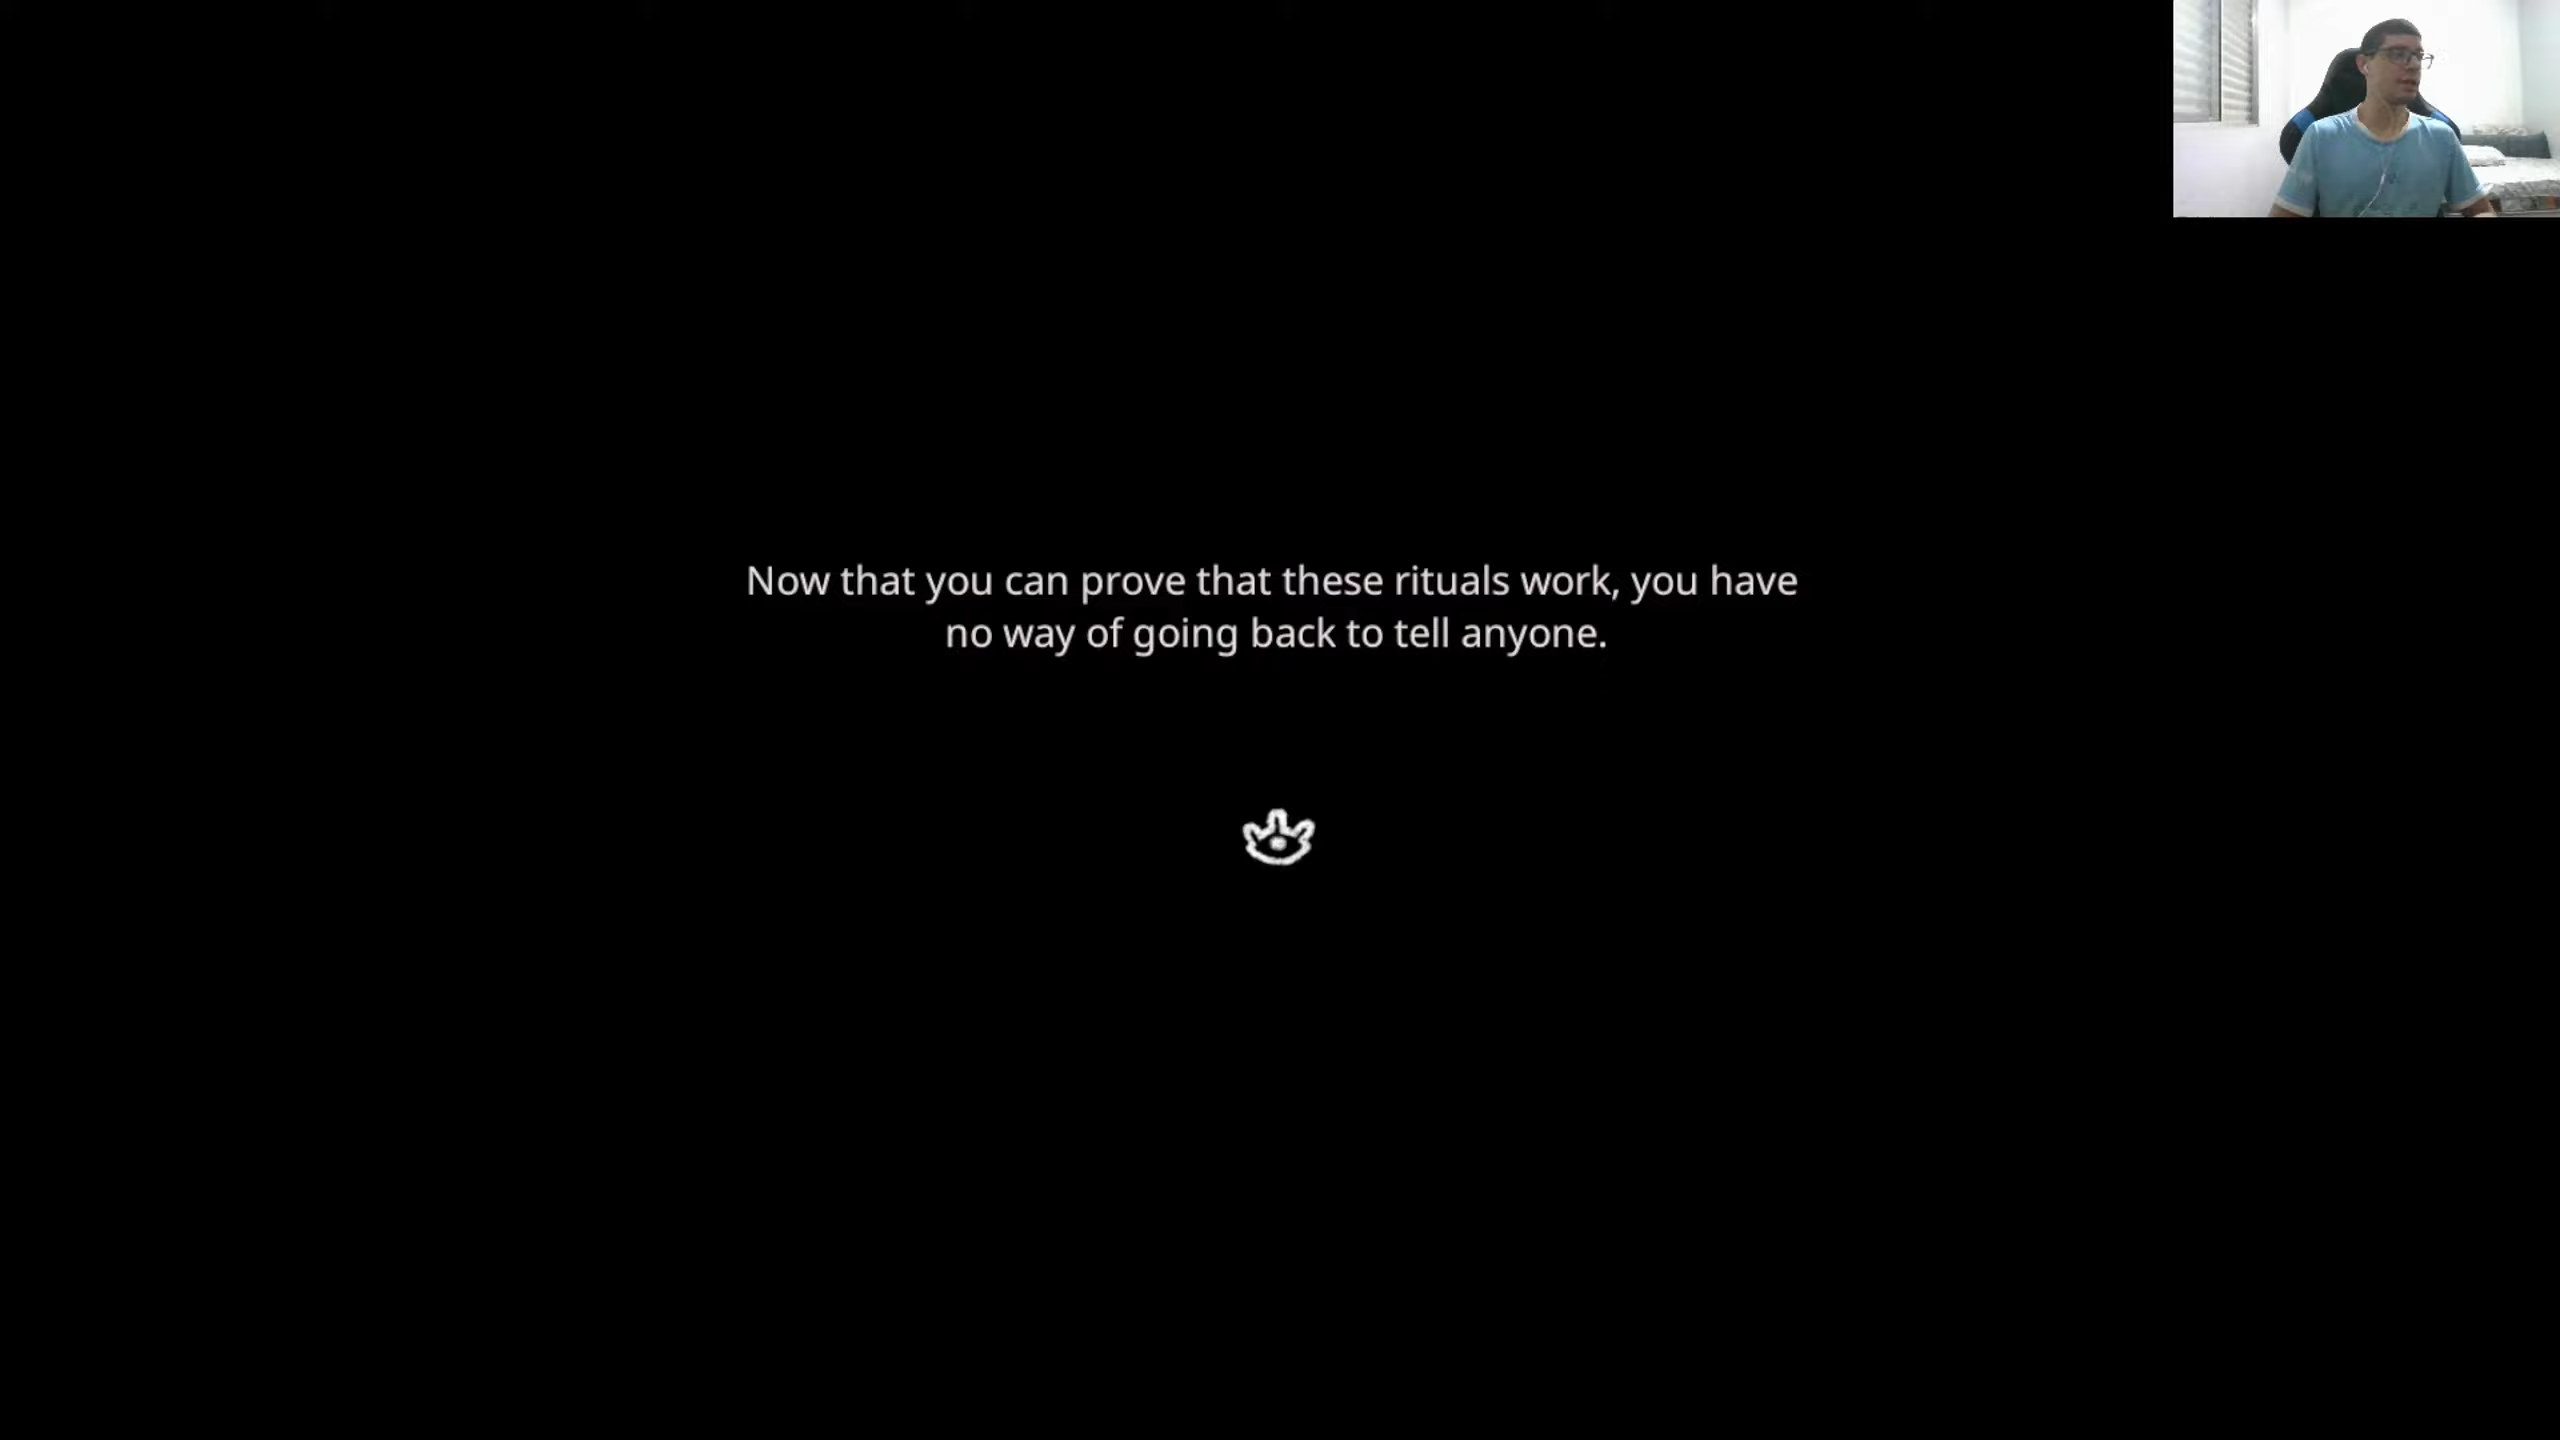 Now that you can prove that these rituals work, you have
no way of going back to tell anyone.